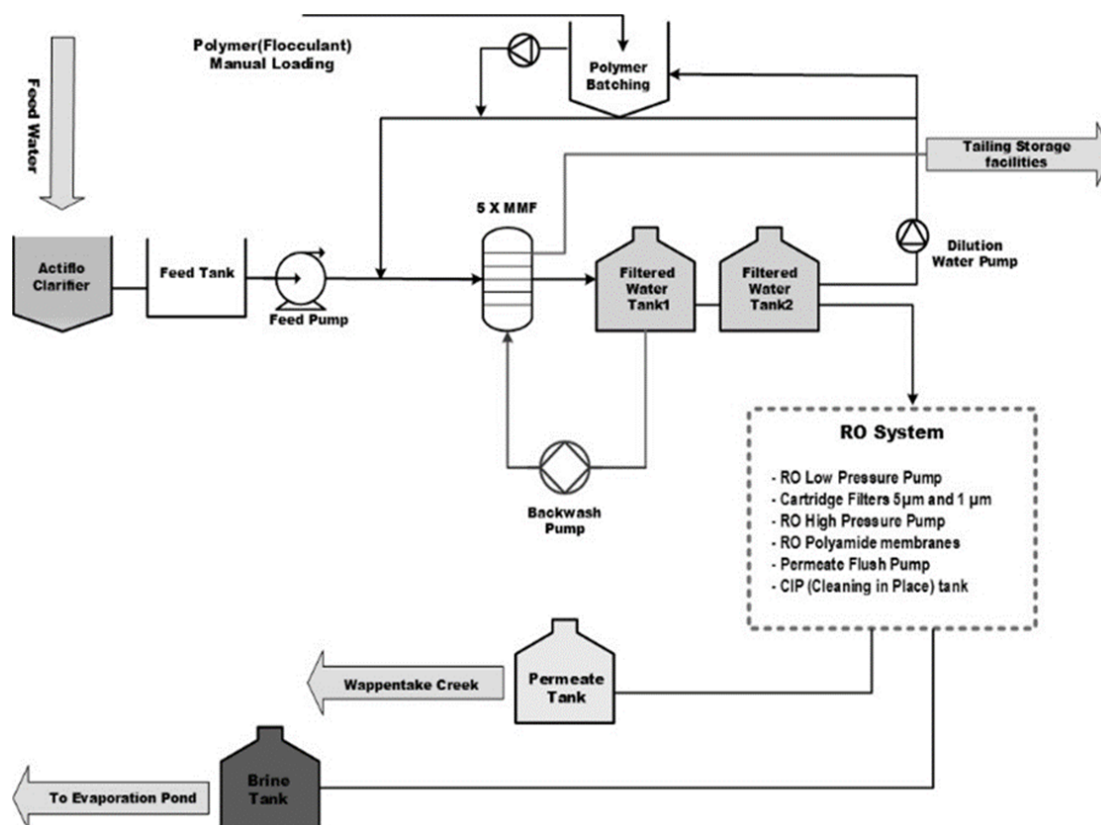 Polymer(Flocculant)
Manual Loading
Polymer
Batching
Feed Water
Tailing Storage
facilities
5 X MMF
Actiflo
Clarifier
Feed Tank
Feed Pump
Filtered
Water
Tank1
Filtered
Water
Tank2
Dilution
Water Pump
Backwash
Pump
RO System
- RO Low Pressure Pump
- Cartridge Filters 5µm and 1 µm
- RO High Pressure Pump
- RO Polyamide membranes
- Permeate Flush Pump
- CIP (Cleaning in Place) tank
Wappentake Creek
Permeate
Tank
To Evaporation Pond
Brine
Tank